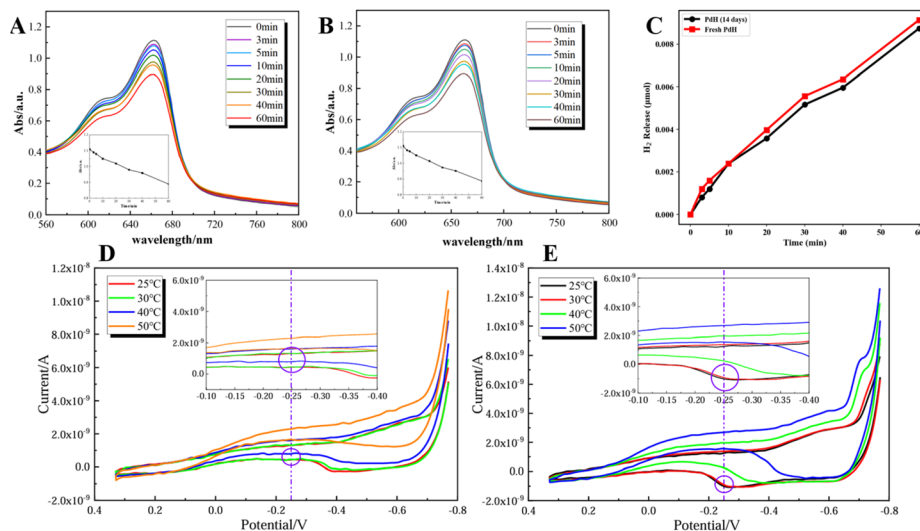 A
Abs/a.u.
1.2
1.0
0.8
0.6
0.4
0.2
0.0
0min
3min
5min
10min
20min
30min
40min
60min
560
600
640
680
720
760
800
wavelength/nm
B
Abs/a.u.
1.2
1.0
0.8
0.6
0.4
0.2
0.0
0min
3min
5min
10min
20min
30min
40min
60min
600
650
700
750
800
wavelength/nm
C
H2 Release (μmol)
0.008
0.006
0.004
0.002
0.000
PdH (14 days)
Fresh PdH
0
10
20
30
40
60
Time (min)
D
Current/A
1.2x10-8
1.0x10-8
8.0x10-9
6.0x10-9
4.0x10-9
2.0x10-9
0.0
-2.0x10-9
25°C
30°C
40°C
50°C
6.0x10-9
4.0x10-9
2.0x10-9
0.0
-0.10
-0.15
-0.20
-0.25
-0.30
-0.35
-0.40
0.4
0.2
0.0
-0.2
-0.4
-0.6
-0.8
Potential/V
E
Current/A
1.4x10-8
1.2x10-8
1.0x10-8
8.0x10-9
6.0x10-9
4.0x10-9
2.0x10-9
0.0
-2.0x10-9
25°C
30°C
40°C
50°C
6.0x10-9
4.0x10-9
2.0x10-9
0.0
-0.10
-0.15
-0.20
-0.25
-0.30
-0.35
-0.40
0.4
0.2
0.0
-0.2
-0.4
-0.6
-0.8
Potential/V